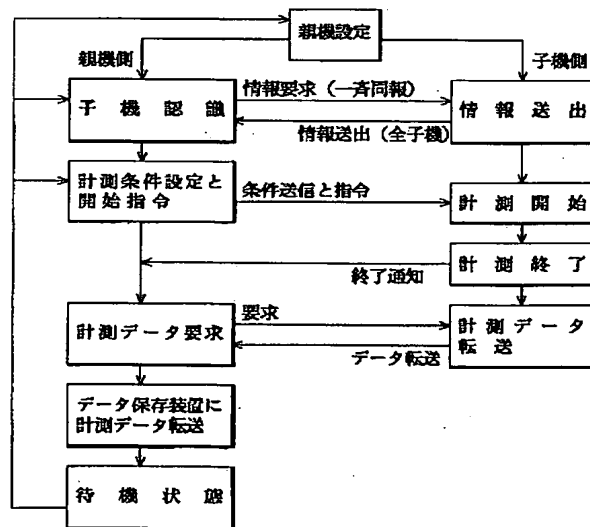 親機設定
親機側
子機側
子機認識
情報要求(一斉同報)
情報送出
情報送出(全子機)
計測条件設定と
開始指令
条件送信と指令
計測開始
終了通知
計測終了
計測データ要求
要求
計測データ
転送
データ転送
データ保存装置に
計測データ転送
待機状態